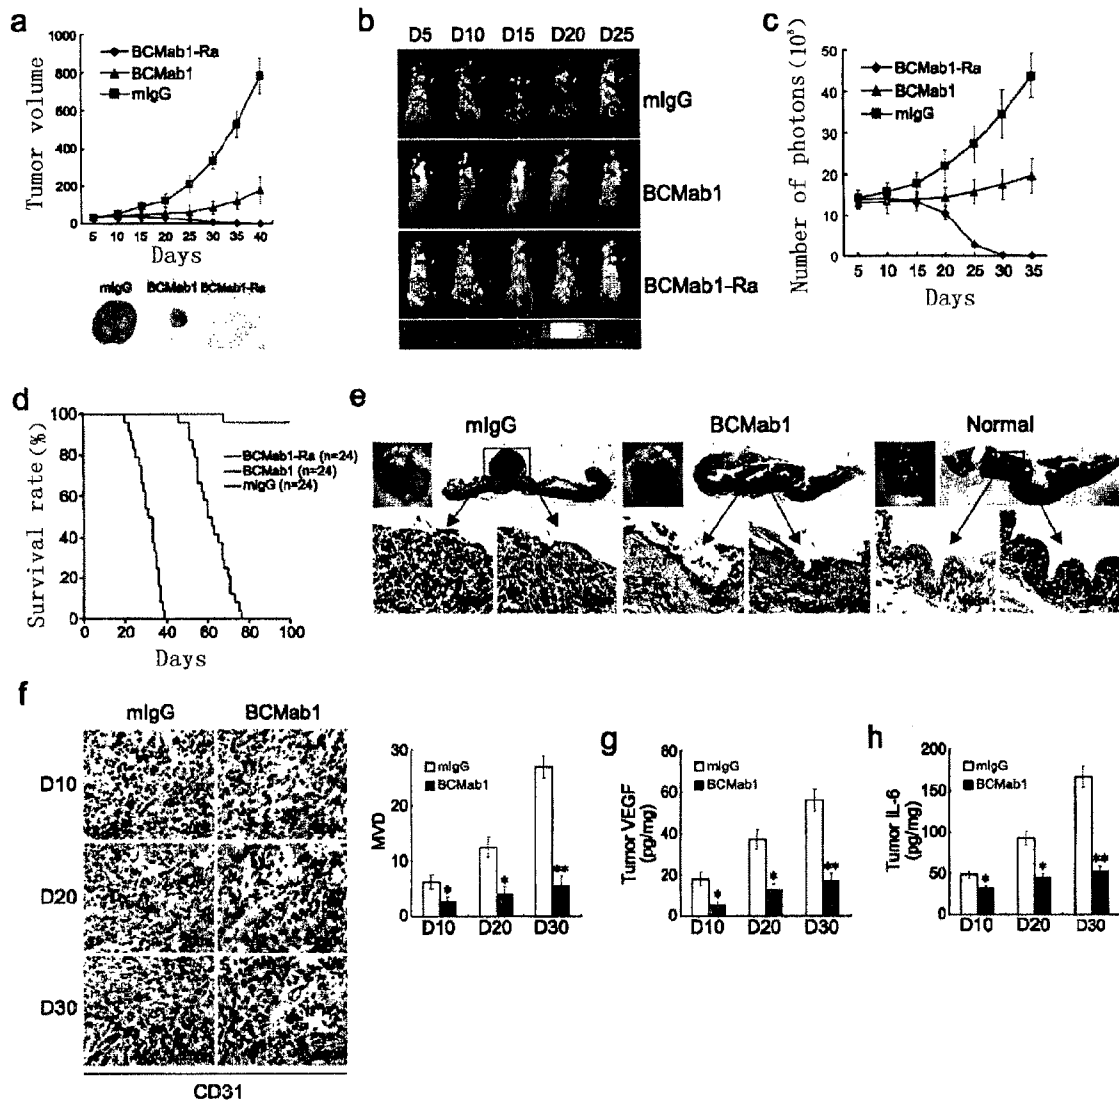 a
Tumor volume
1000
800
600
400
200
0
BCMab1-Ra
BCMab1
mIgG
5 10 15 20 25 30 35 40
Days
mIgG BCMab1 BCMab1-Ra
b
D5 D10 D15 D20 D25
mIgG
BCMab1
BCMab1-Ra
c
Number of photons (10⁸)
50
40
30
20
10
0
BCMab1-Ra
BCMab1
mIgG
5 10 15 20 25 30 35
Days
d
Survival rate(%)
100
80
60
40
20
0
BCMab1-Ra (n=24)
BCMab1 (n=24)
mIgG (n=24)
0 20 40 60 80 100
Days
e
mIgG BCMab1 Normal
f
mIgG BCMab1
D10
D20
D30
CD31
MVD
30
20
10
0
mIgG
BCMab1
* * **
D10 D20 D30
g
Tumor VEGF
(pg/mg)
80
60
40
20
0
mIgG
BCMab1
* * **
D10 D20 D30
h
Tumor IL-6
(pg/mg)
200
150
100
50
0
mIgG
BCMab1
* * **
D10 D20 D30